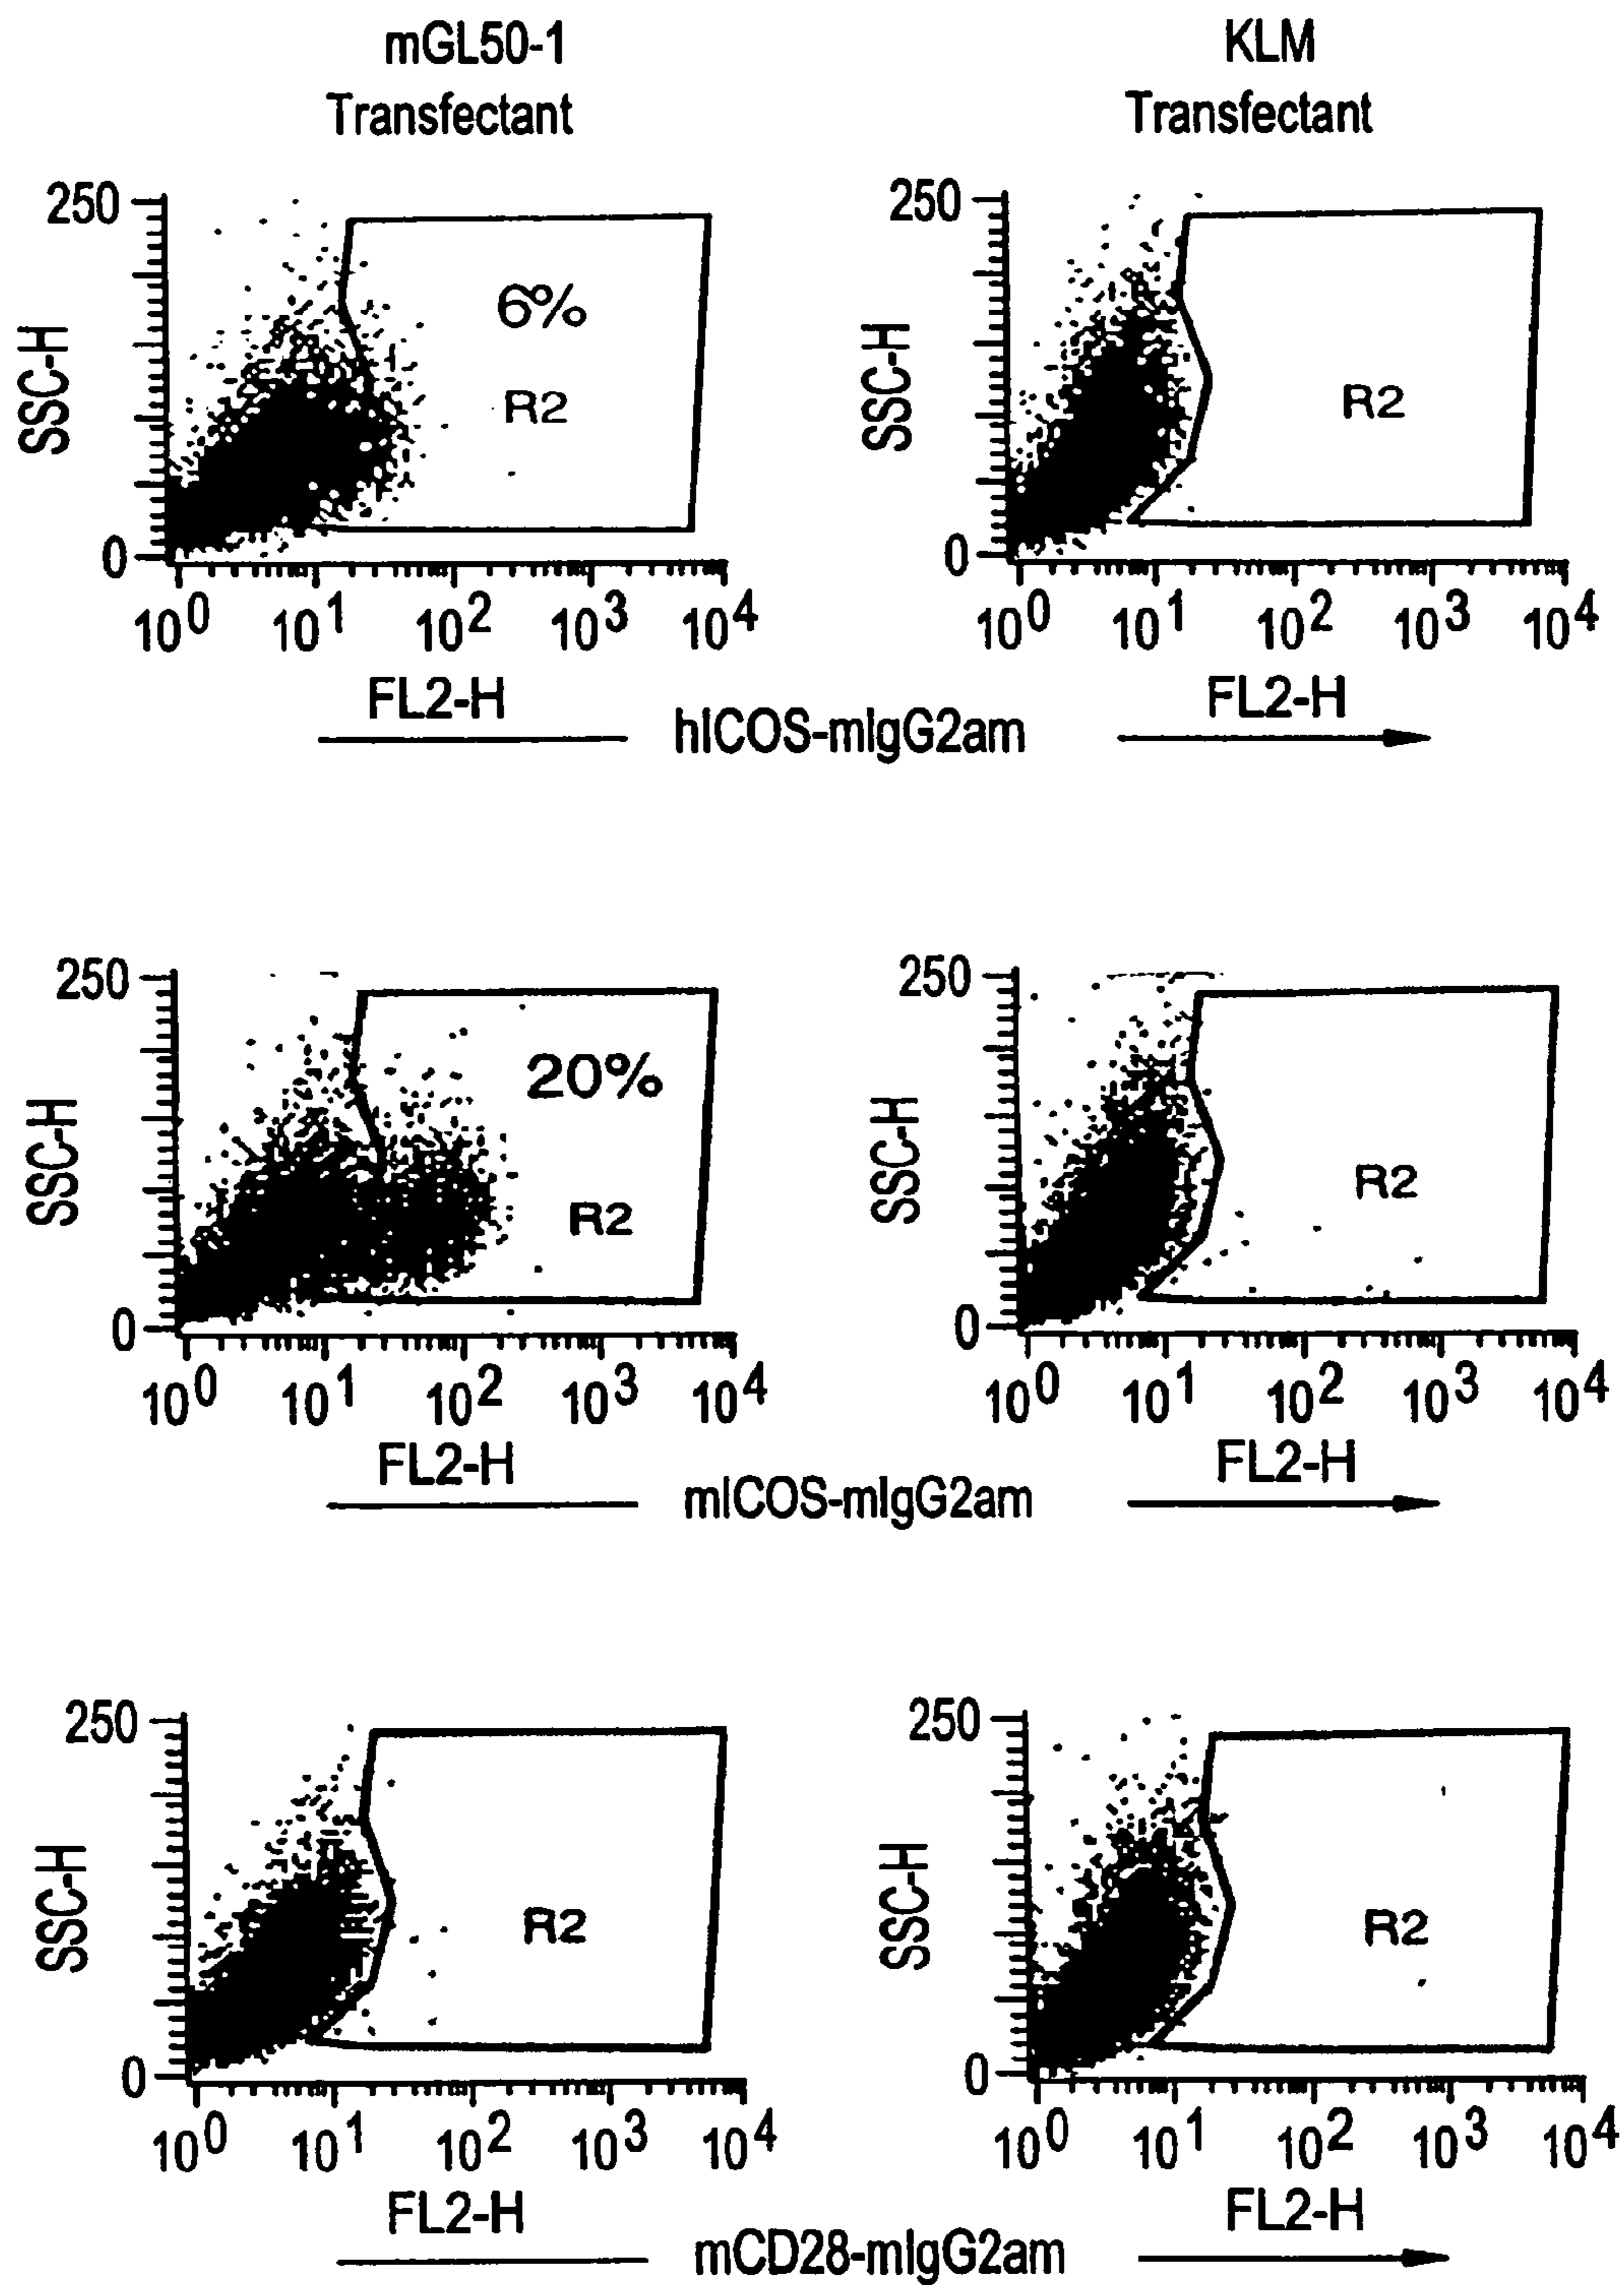 mGL50-1
Transfectant
KLM
Transfectant
250
SSC-H
0
6%
R2
10^0 10^1 10^2 10^3 10^4
FL2-H
250
SSC-H
0
R2
10^0 10^1 10^2 10^3 10^4
FL2-H
hICOS-mIgG2am
250
SSC-H
0
20%
R2
10^0 10^1 10^2 10^3 10^4
FL2-H
250
SSC-H
0
R2
10^0 10^1 10^2 10^3 10^4
FL2-H
mICOS-mIgG2am
250
SSC-H
0
R2
10^0 10^1 10^2 10^3 10^4
FL2-H
250
SSC-H
0
R2
10^0 10^1 10^2 10^3 10^4
FL2-H
mCD28-mIgG2am